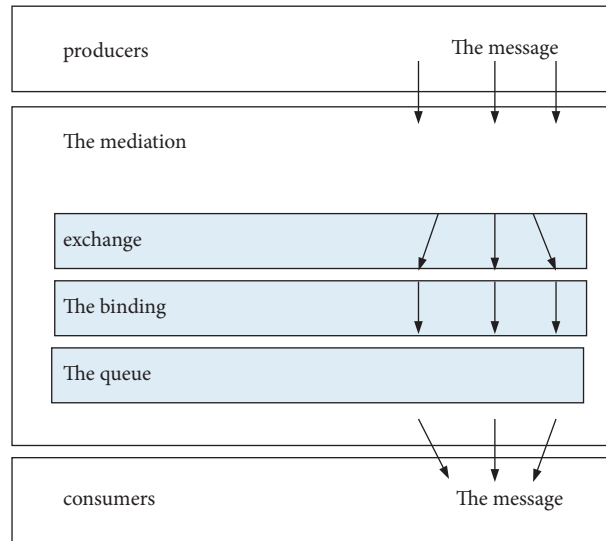 producers
The message
The mediation
exchange
The binding
The queue
consumers
The message